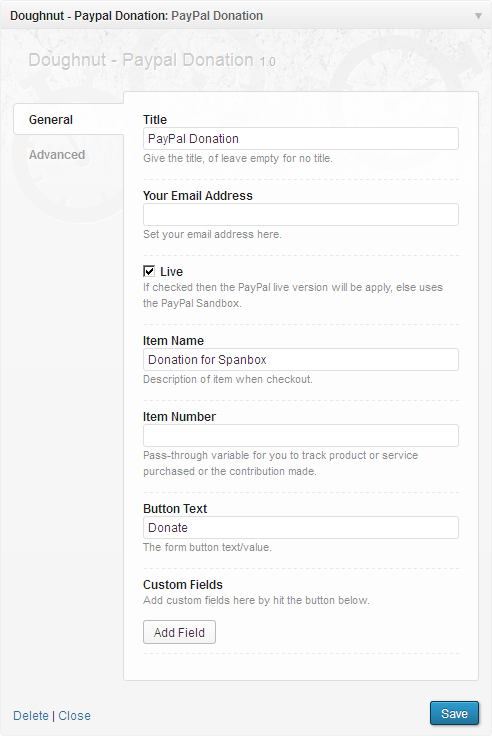 Doughnut - Paypal Donation: PayPal Donation
Doughnut - Paypal Donation 1.0
General
Advanced
Title
PayPal Donation
Give the title, of leave empty for no title.
Your Email Address
Set your email address here.
Live
If checked then the PayPal live version will be apply, else uses
the PayPal Sandbox.
Item Name
Donation for Spanbox
Description of item when checkout.
Item Number
Pass-through variable for you to track product or service
purchased or the contribution made.
Button Text
Donate
The form button text/value.
Custom Fields
Add custom fields here by hit the button below.
Add Field
Delete | Close
Save